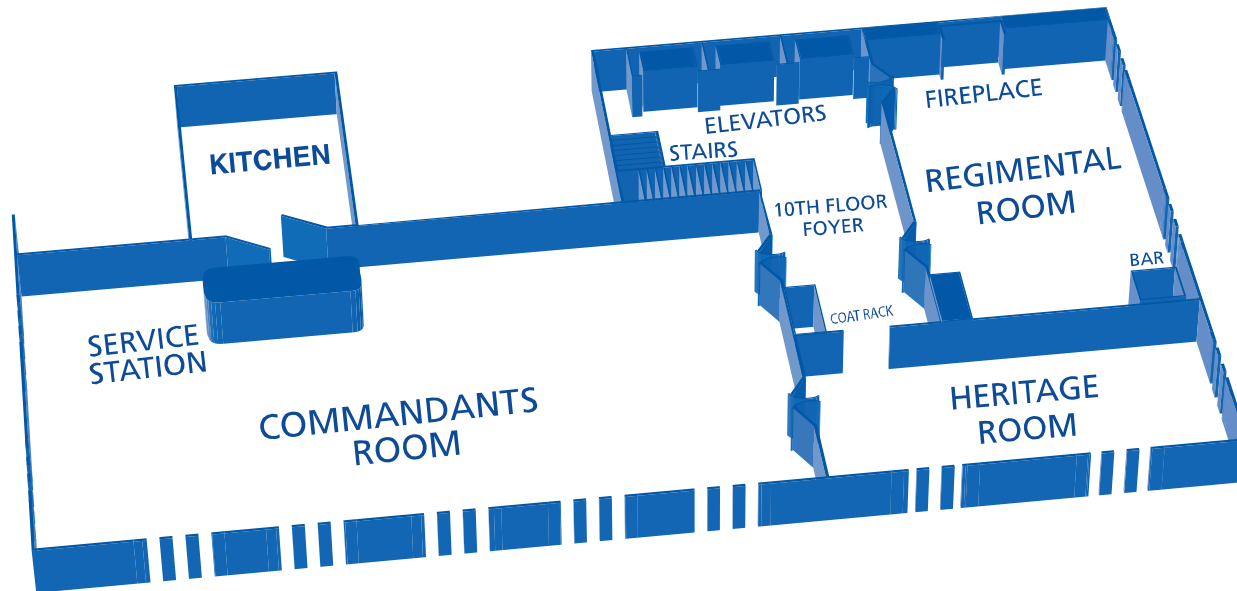 FIREPLACE
ELEVATORS
STAIRS
KITCHEN
REGIMENTAL
ROOM
10TH FLOOR
FOYER
BAR
COAT RACK
SERVICE
STATION
COMMANDANTS
ROOM
HERITAGE
ROOM